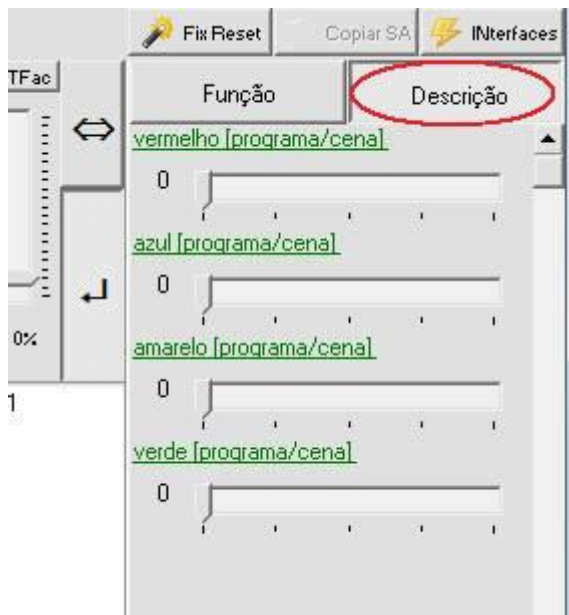 Fix Reset Copiar SA INterfaces
TFac
Função Descrição
vermelho [programa/cena]
0
azul [programa/cena]
0
0%
amarelo [programa/cena]
0
1
verde [programa/cena]
0